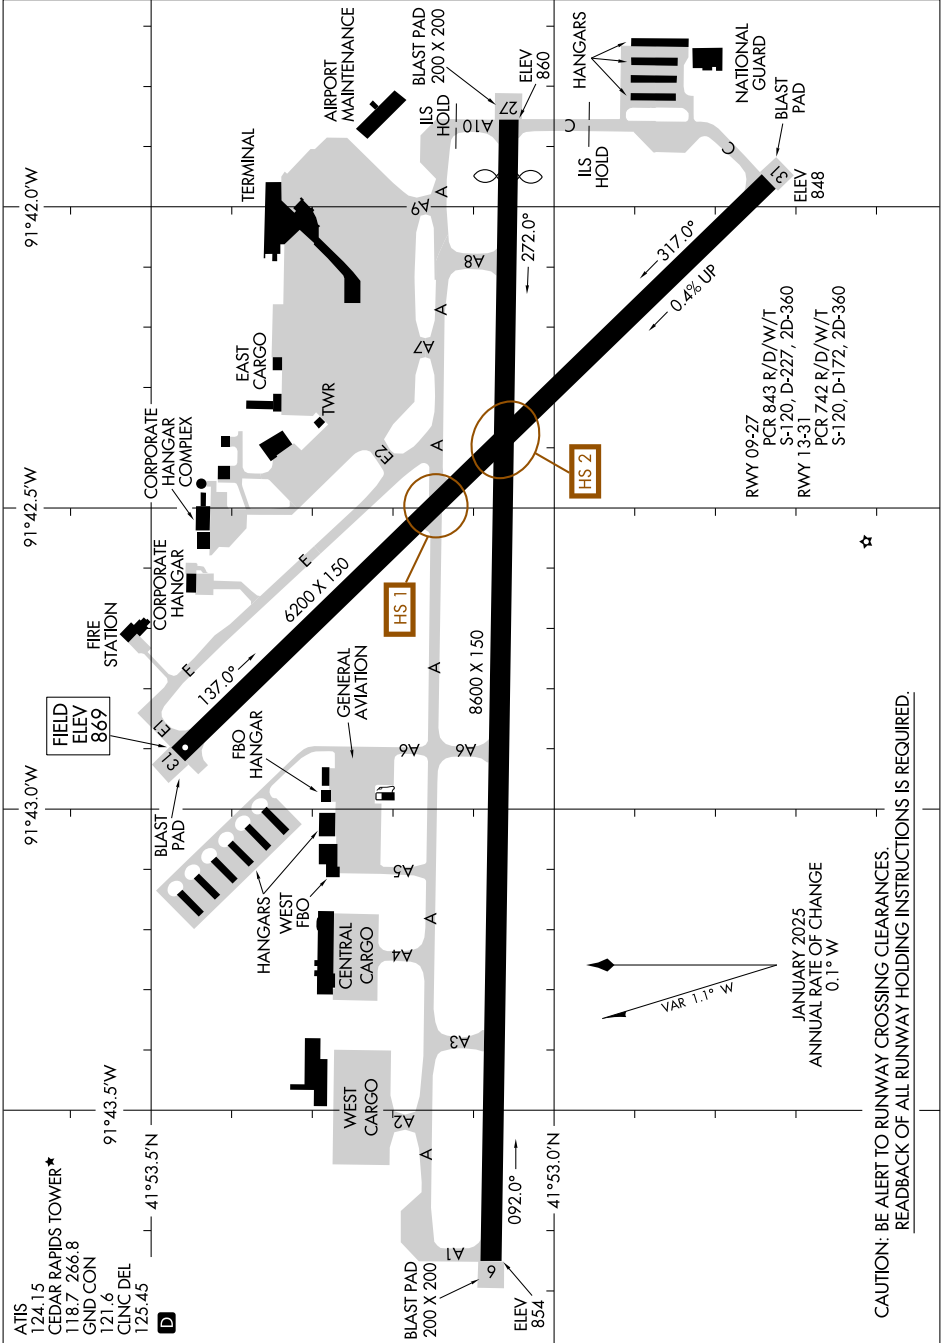 ATIS
124.15
CEDAR RAPIDS TOWER★
118.7 266.8
GND CON
121.6
CLNC DEL
125.45
D
91°43.5'W
91°43.0'W
91°42.5'W
91°42.0'W
41°53.5'N
41°53.0'N
FIELD
ELEV
869
FIRE
STATION
CORPORATE
HANGAR
CORPORATE
HANGAR
COMPLEX
EAST
CARGO
TWR
TERMINAL
AIRPORT
MAINTENANCE
BLAST
PAD
13
E1
E
E
E2
137.0°
6200 X 150
HANGARS
WEST
FBO
FBO
HANGAR
GENERAL
AVIATION
CENTRAL
CARGO
WEST
CARGO
A1
A
A2
A3
A4
A
A5
A6
A6
A
A
A7
A
A8
A9
A
A10
ILS
HOLD
BLAST PAD
200 X 200
ELEV
860
27
HS 1
HS 2
BLAST PAD
200 X 200
9
ELEV
854
092.0°
8600 X 150
272.0°
C
ILS
HOLD
C
HANGARS
NATIONAL
GUARD
BLAST
PAD
31
ELEV
848
317.0°
0.4% UP
VAR 1.1° W
JANUARY 2025
ANNUAL RATE OF CHANGE
0.1° W
RWY 09-27
PCR 843 R/D/W/T
S-120, D-227, 2D-360
RWY 13-31
PCR 742 R/D/W/T
S-120, D-172, 2D-360
CAUTION: BE ALERT TO RUNWAY CROSSING CLEARANCES.
READBACK OF ALL RUNWAY HOLDING INSTRUCTIONS IS REQUIRED.